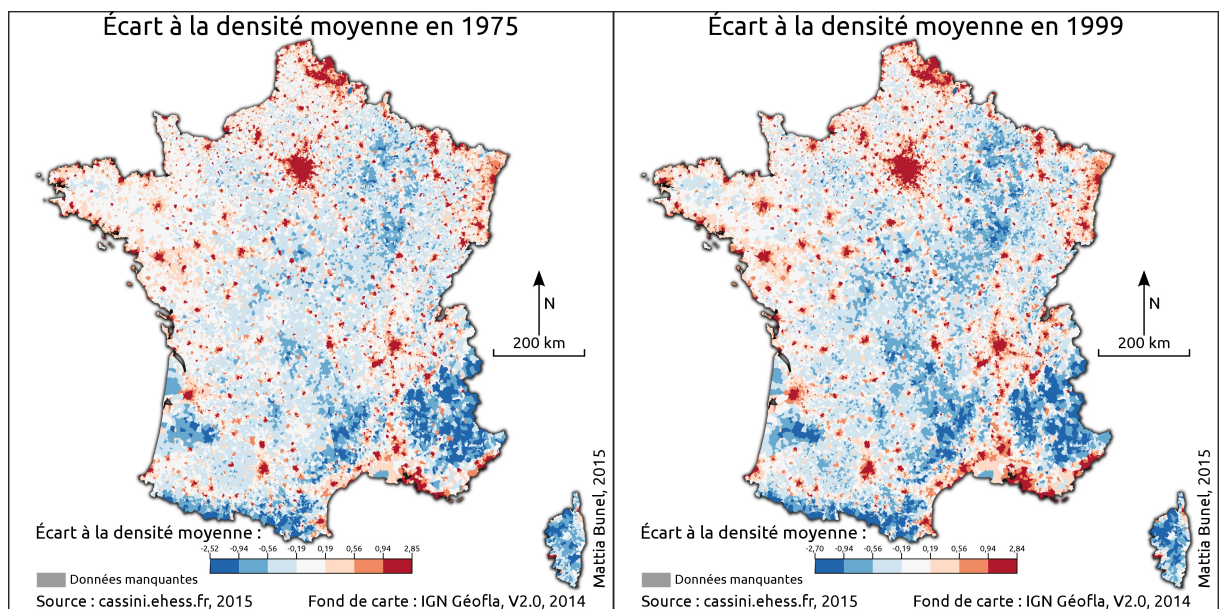 Écart à la densité moyenne en 1975
N
200 km
Mattia Bunel, 2015
Écart à la densité moyenne :
-2,52 -0,94 -0,56 -0,19 0,19 0,56 0,94 2,85
Données manquantes
Source : cassini.ehess.fr, 2015 Fond de carte : IGN Géofla, V2.0, 2014
Écart à la densité moyenne en 1999
N
200 km
Mattia Bunel, 2015
Écart à la densité moyenne :
-2,70 -0,94 -0,56 -0,19 0,19 0,56 0,94 2,84
Données manquantes
Source : cassini.ehess.fr, 2015 Fond de carte : IGN Géofla, V2.0, 2014